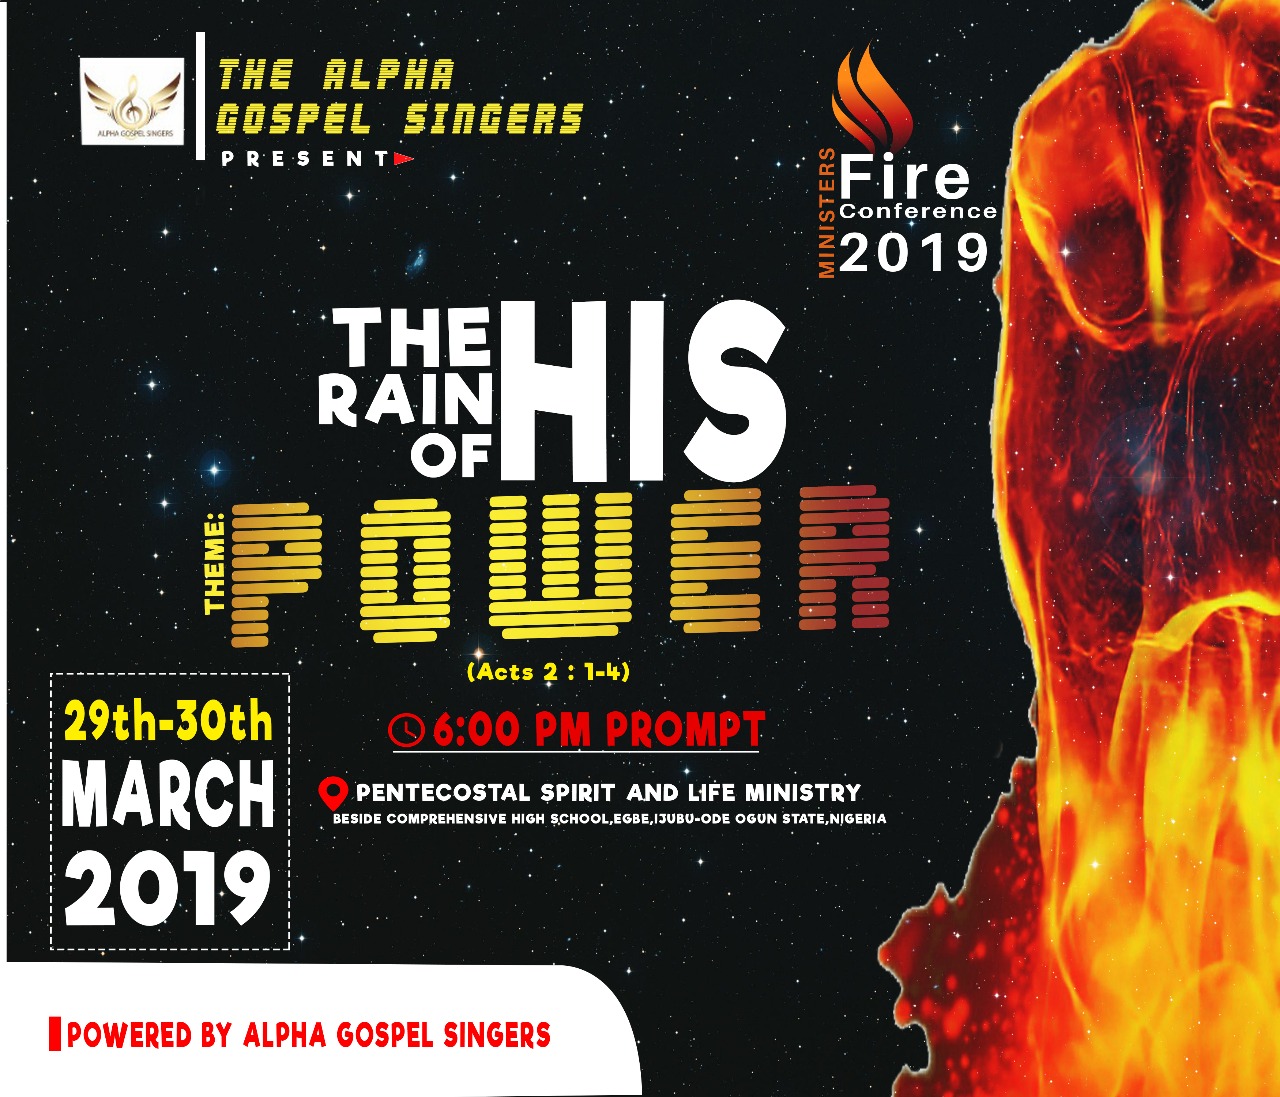 THE ALPHA
GOSPEL SINGERS
PRESENT
ALPHA GOSPEL SINGERS
MINISTERS
Fire
Conference
2019
THE
RAIN
OF
HIS
THEME:
POWER
(Acts 2 : 1-4)
29th-30th
MARCH
2019
6:00 PM PROMPT
PENTECOSTAL SPIRIT AND LIFE MINISTRY
BESIDE COMPREHENSIVE HIGH SCHOOL,EGBE,IJUBU-ODE OGUN STATE,NIGERIA
POWERED BY ALPHA GOSPEL SINGERS